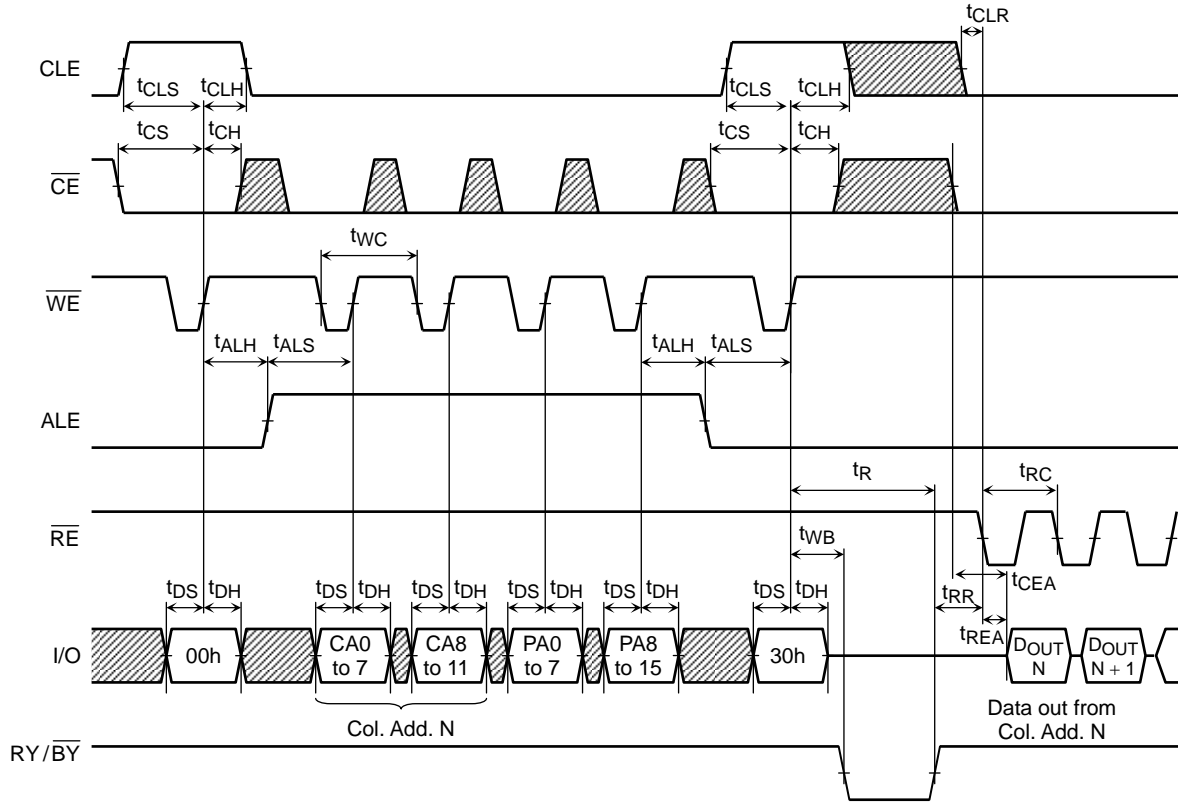 tCLR
CLE
tCLS tCLH tCLS tCLH
tCS tCH tCS tCH
CE
tWC
WE
tALH tALS tALH tALS
ALE
tR tRC
RE
tWB
tDS tDH tDS tDH tDS tDH tDS tDH tDS tDH tDS tDH tRR tCEA
tREA
I/O 00h CA0 to 7 CA8 to 11 PA0 to 7 PA8 to 15 30h DOUT N DOUT N + 1
Col. Add. N
Data out from
Col. Add. N
RY/BY